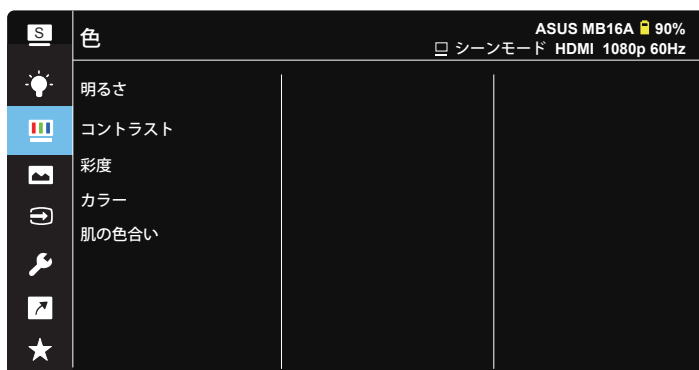 S
色
ASUS MB16A 90%
シーンモード HDMI 1080p 60Hz
明るさ
コントラスト
彩度
カラー
肌の色合い